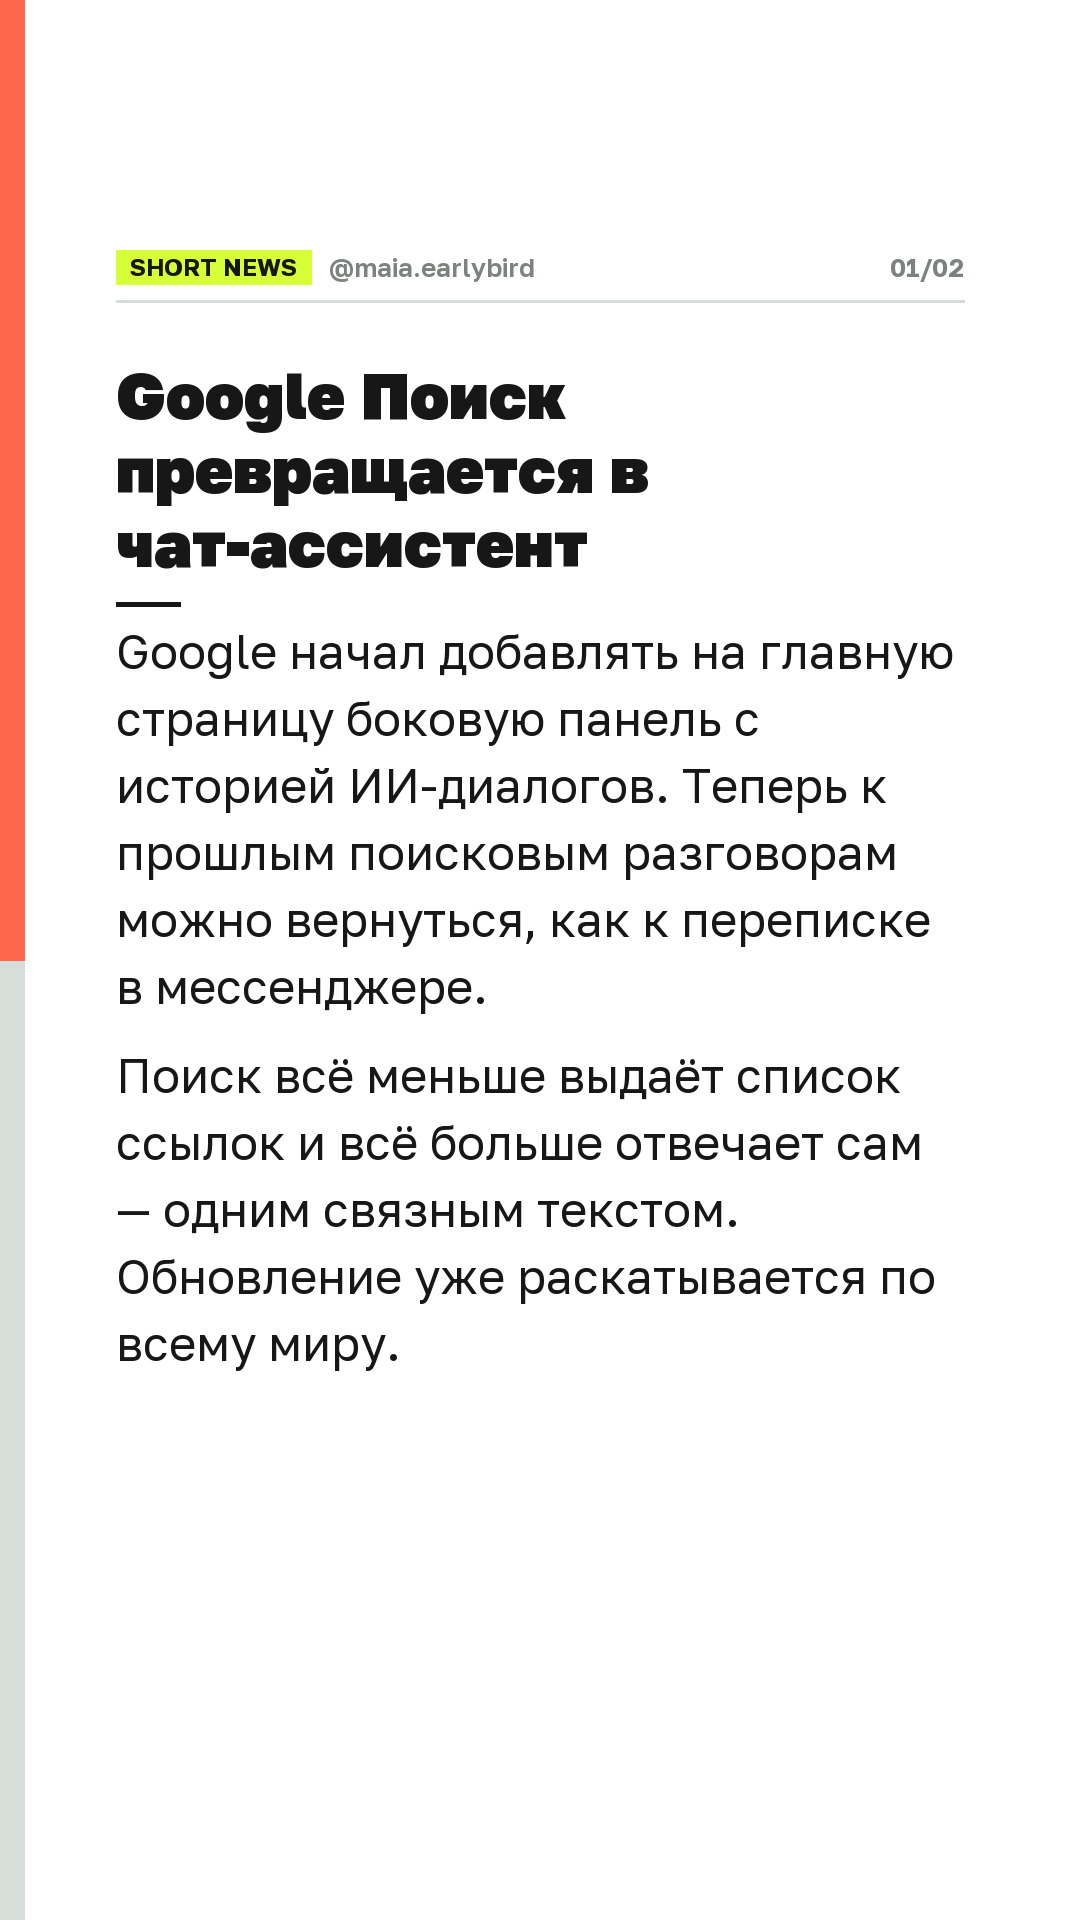 SHORT NEWS @maia.earlybird 01/02
Google Поиск
превращается в
чат-ассистент
Google начал добавлять на главную
страницу боковую панель с
историей ИИ-диалогов. Теперь к
прошлым поисковым разговорам
можно вернуться, как к переписке
в мессенджере.
Поиск всё меньше выдаёт список
ссылок и всё больше отвечает сам
— одним связным текстом.
Обновление уже раскатывается по
всему миру.